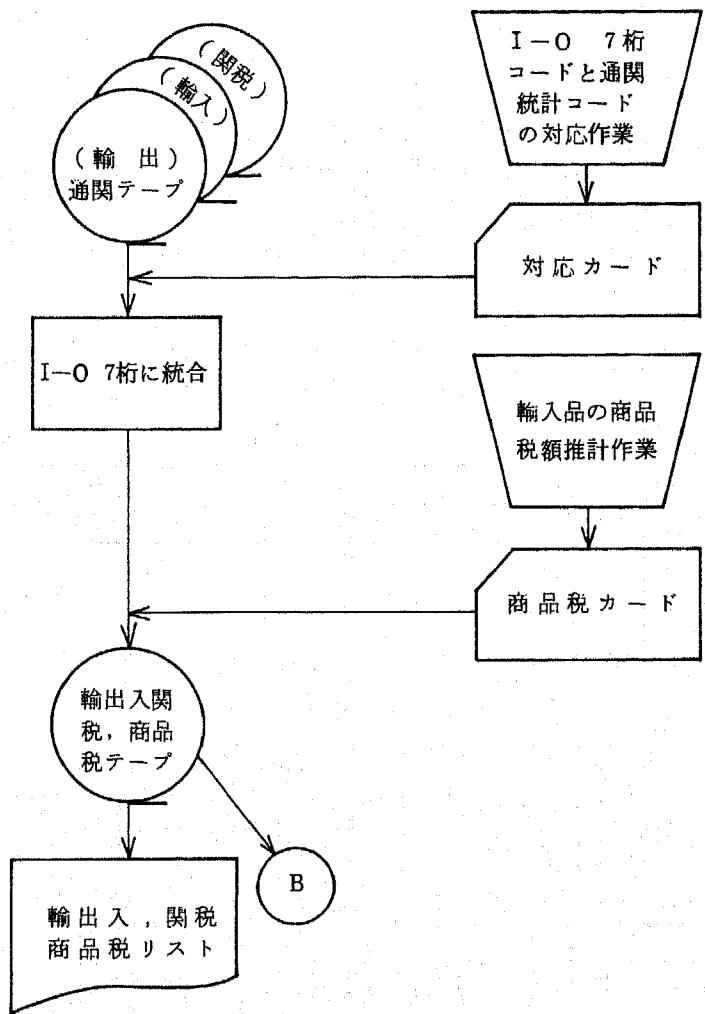 (関税)
(輸入)
(輸 出)
通関テープ
I-O 7桁
コードと通関
統計コード
の対応作業
対応カード
I-O 7桁に統合
輸入品の商品
税額推計作業
商品税カード
輸出入関
税,商品
税テープ
B
輸出入,関税
商品税リスト